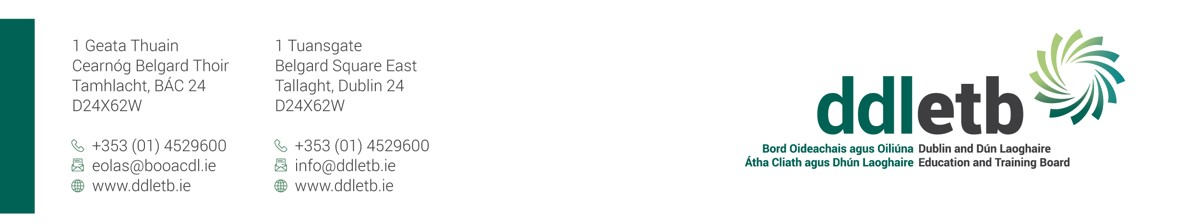 1 Geata Thuain
Cearnóg Belgard Thoir
Tamhlacht, BÁC 24
D24X62W
+353 (01) 4529600
eolas@booacdl.ie
www.ddletb.ie
1 Tuansgate
Belgard Square East
Tallaght, Dublin 24
D24X62W
+353 (01) 4529600
info@ddletb.ie
www.ddletb.ie
ddletb
Bord Oideachais agus Oiliúna Dublin and Dún Laoghaire
Átha Cliath agus Dhún Laoghaire Education and Training Board